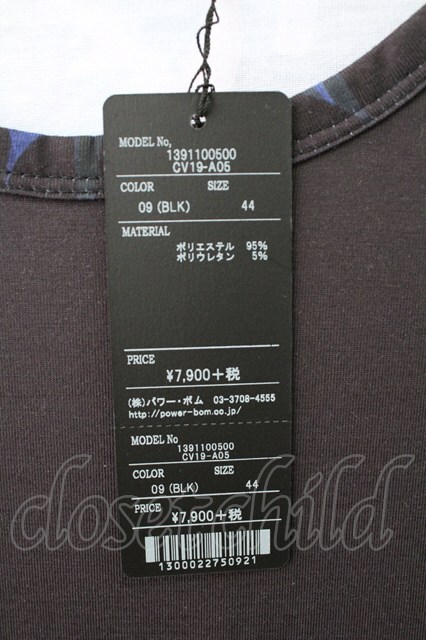 MODEL No,
1391100500
CV19-A05
COLOR SIZE
09 (BLK) 44
MATERIAL
ポリエステル 95%
ポリウレタン 5%
PRICE
¥7,900+税
(株)パワー・ボム 03-3708-4555
http://power-bom.co.jp/
MODEL No
1391100500
CV19-A05
COLOR SIZE
09 (BLK) 44
PRICE
¥7,900+税
1300022750921
closet child